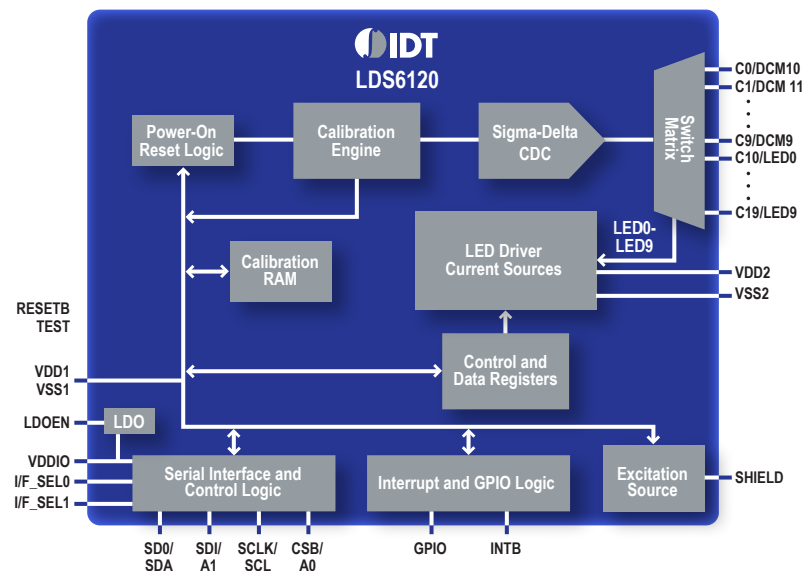 IDT
LDS6120
Power-On
Reset Logic
Calibration
Engine
Sigma-Delta
CDC
Switch
Matrix
C0/DCM10
C1/DCM 11
C9/DCM9
C10/LED0
C19/LED9
LED0-
LED9
LED Driver
Current Sources
VDD2
VSS2
Calibration
RAM
RESETB
TEST
VDD1
VSS1
Control and
Data Registers
LDOEN
LDO
VDDIO
I/F_SEL0
I/F_SEL1
Serial Interface and
Control Logic
Interrupt and GPIO Logic
Excitation
Source
SHIELD
SD0/
SDA
SDI/
A1
SCLK/
SCL
CSB/
A0
GPIO
INTB